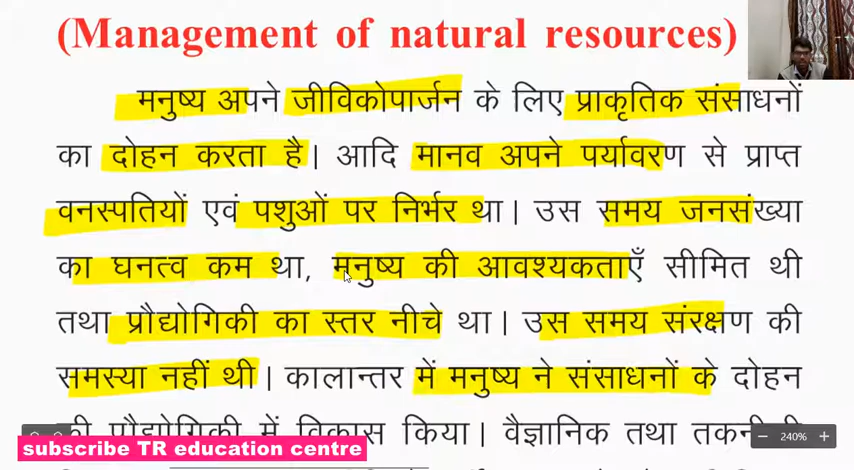 (Management of natural resources)
मनुष्य अपने जीविकोपार्जन के लिए प्राकृतिक संसाधनों
का दोहन करता है। आदि मानव अपने पर्यावरण से प्राप्त
वनस्पतियों एवं पशुओं पर निर्भर था। उस समय जनसंख्या
का घनत्व कम था, मनुष्य की आवश्यकताएँ सीमित थी
तथा प्रौद्योगिकी का स्तर नीचे था। उस समय संरक्षण की
समस्या नहीं थी। कालान्तर में मनुष्य ने संसाधनों के दोहन
की प्रौद्योगिकी में विकास किया। वैज्ञानिक तथा तकनीकी
subscribe TR education centre
240%